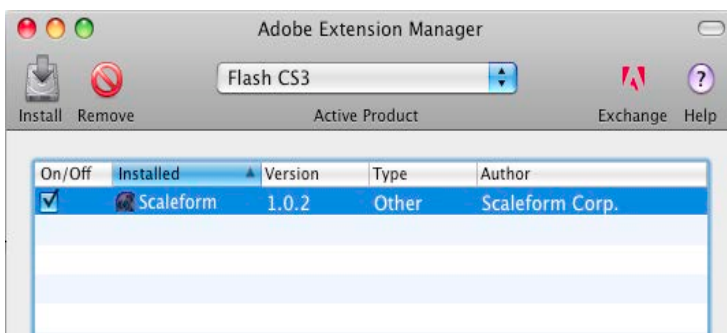 Adobe Extension Manager
Flash CS3
Install Remove Active Product Exchange Help
On/Off Installed Version Type Author
Scaleform 1.0.2 Other Scaleform Corp.